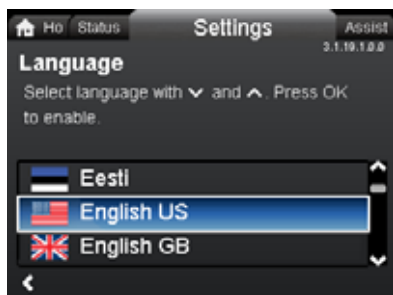 Ho Status Settings Assist
3.1.19.1.0.0
Language
Select language with and . Press OK
to enable.
Eesti
English US
English GB